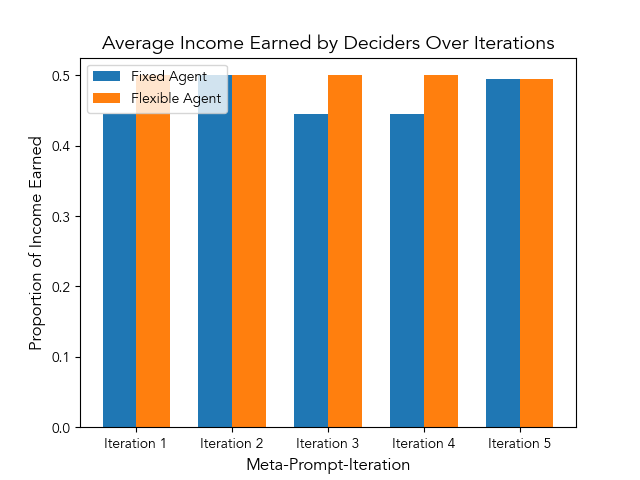 Average Income Earned by Deciders Over Iterations
Fixed Agent
Flexible Agent
Proportion of Income Earned
0.5
0.4
0.3
0.2
0.1
0.0
Iteration 1
Iteration 2
Iteration 3
Iteration 4
Iteration 5
Meta-Prompt-Iteration